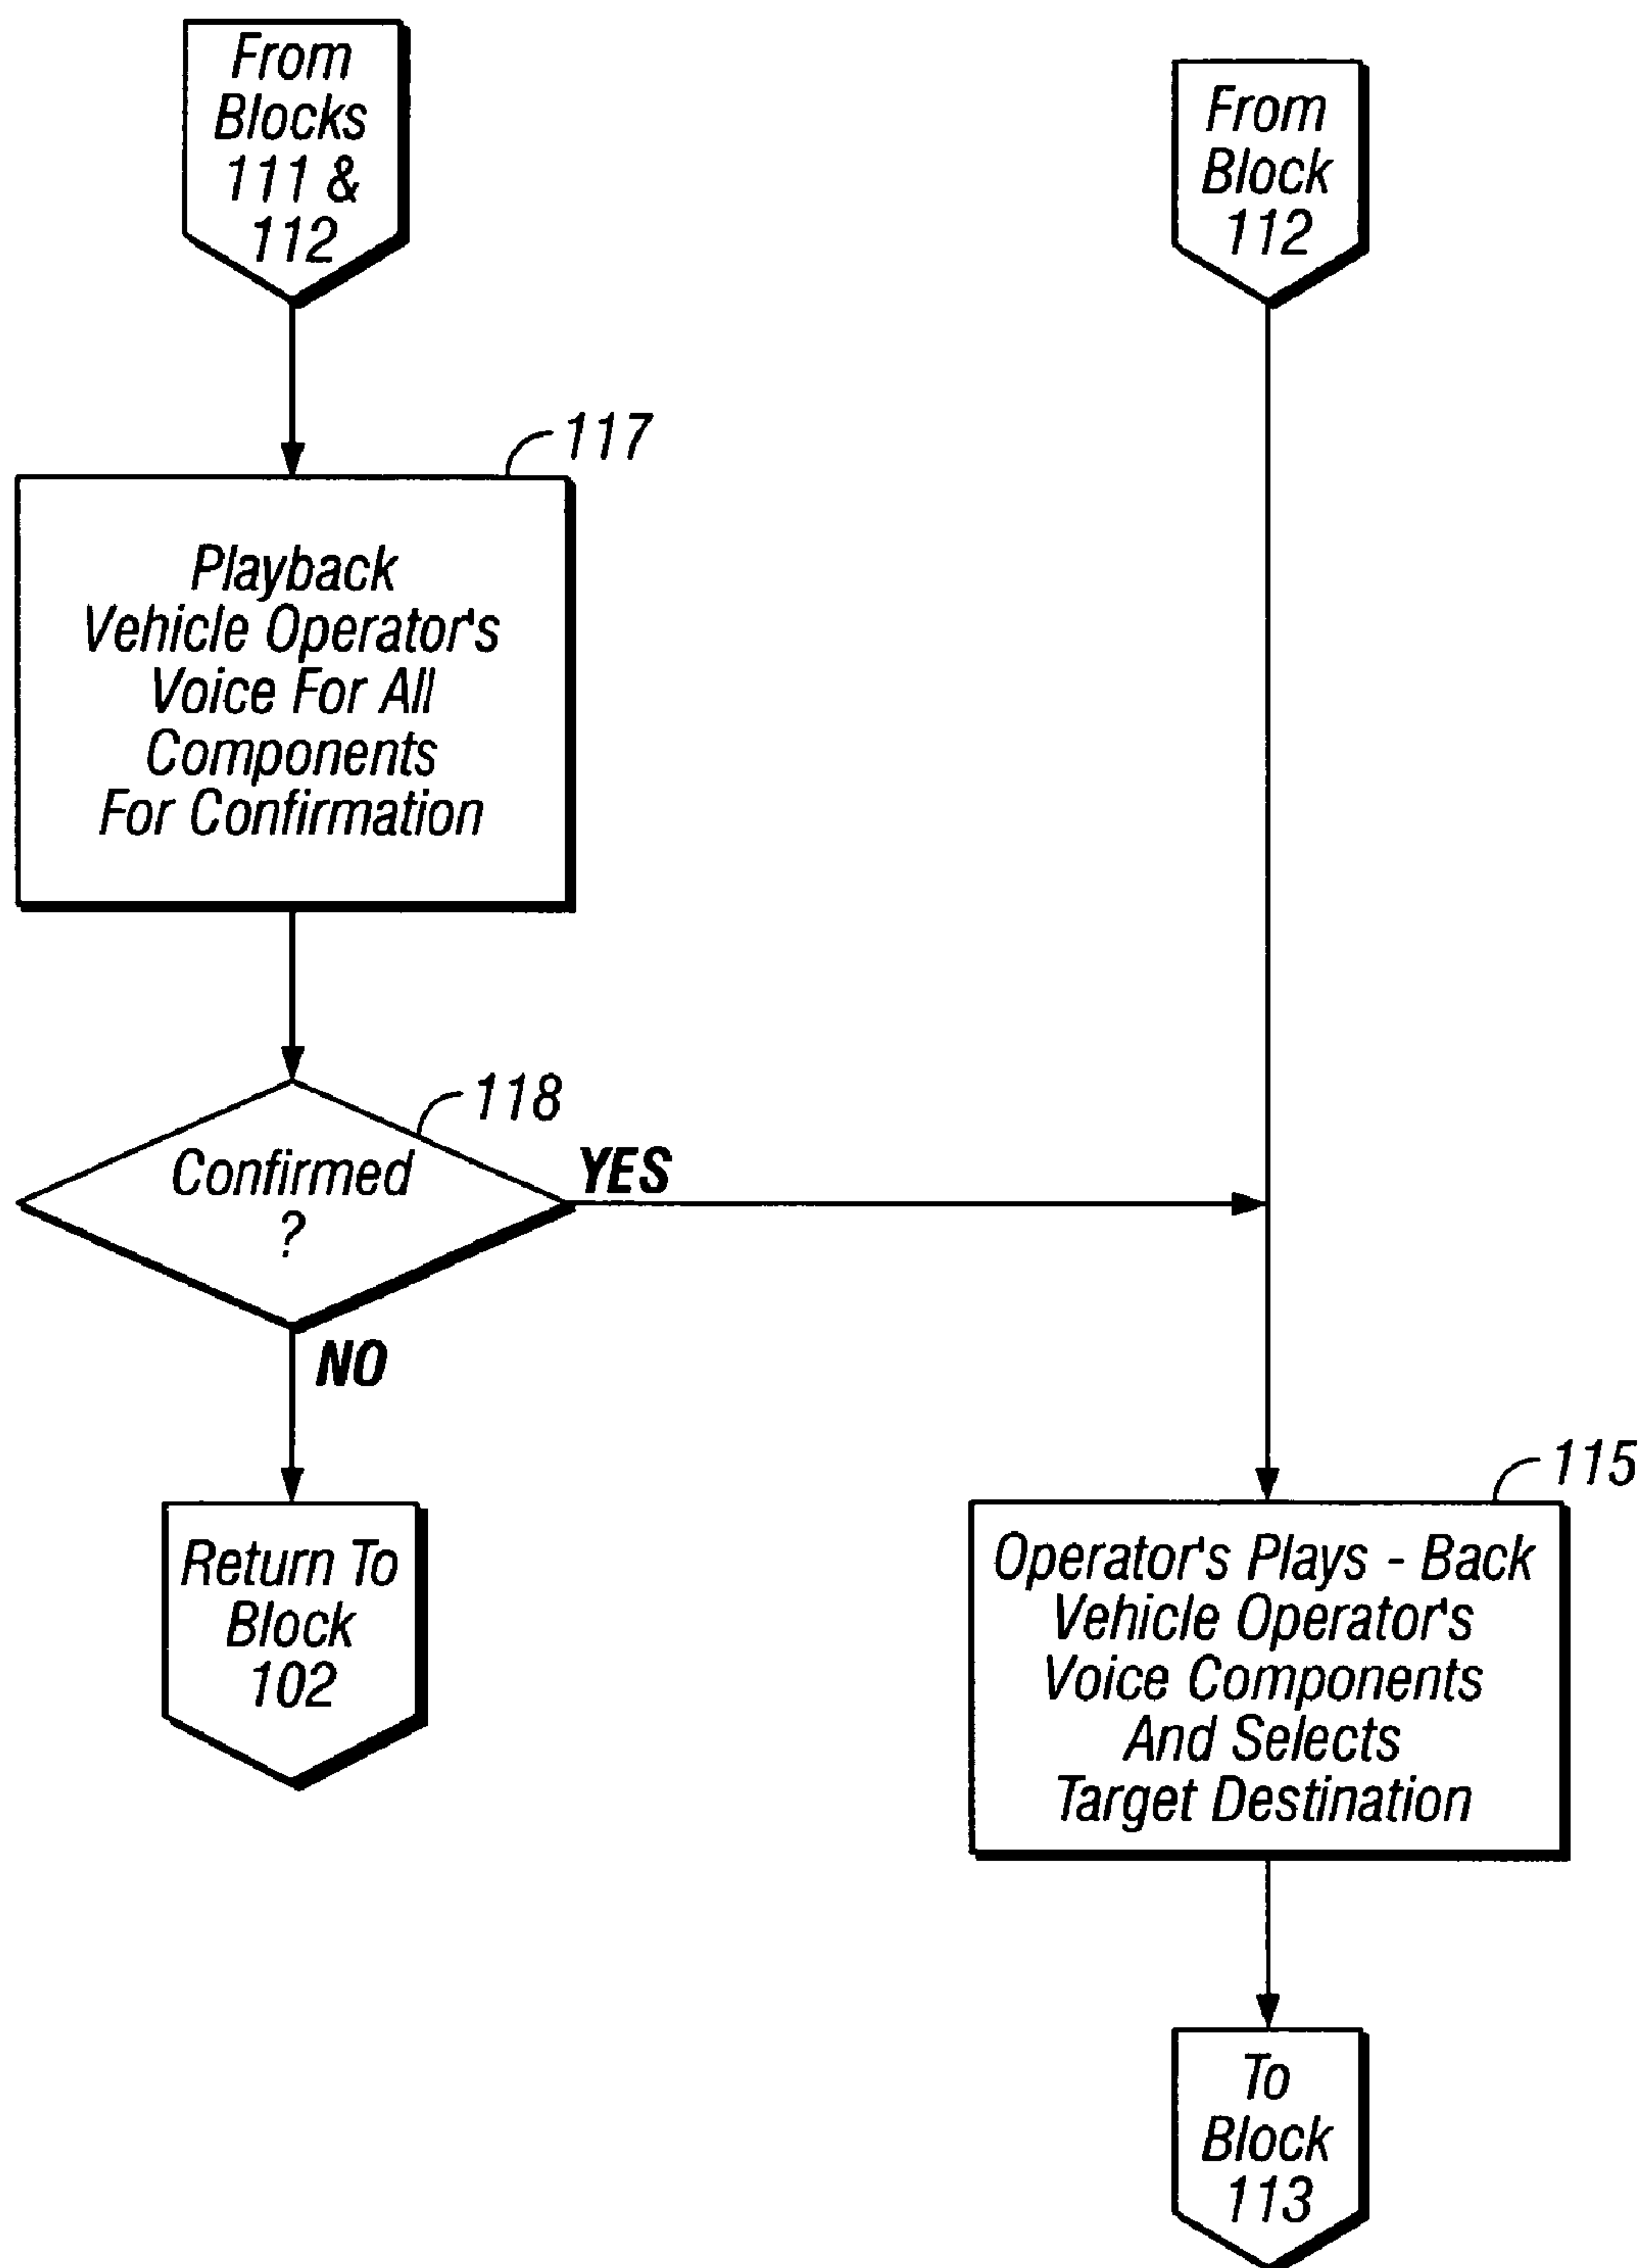 From
Blocks
111 &
112
From
Block
112
117
Playback
Vehicle Operator's
Voice For All
Components
For Confirmation
118
Confirmed
?
YES
NO
Return To
Block
102
115
Operator's Plays - Back
Vehicle Operator's
Voice Components
And Selects
Target Destination
To
Block
113